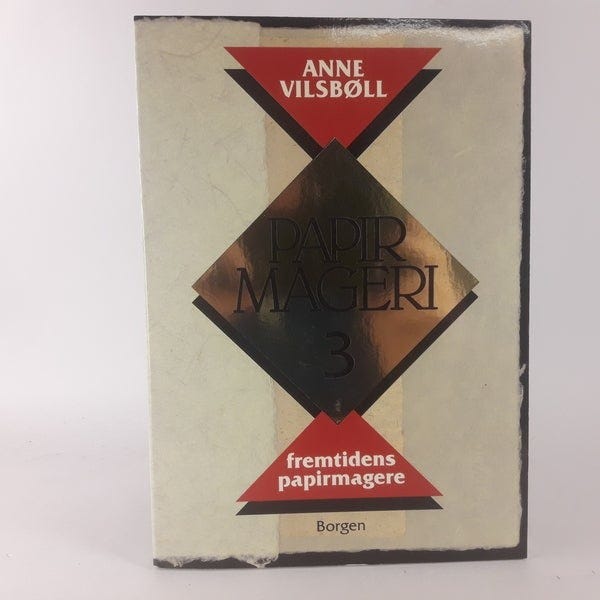 ANNE
VILSBØLL
PAPIR
MAGERI
3
fremtidens
papirmagere
Borgen